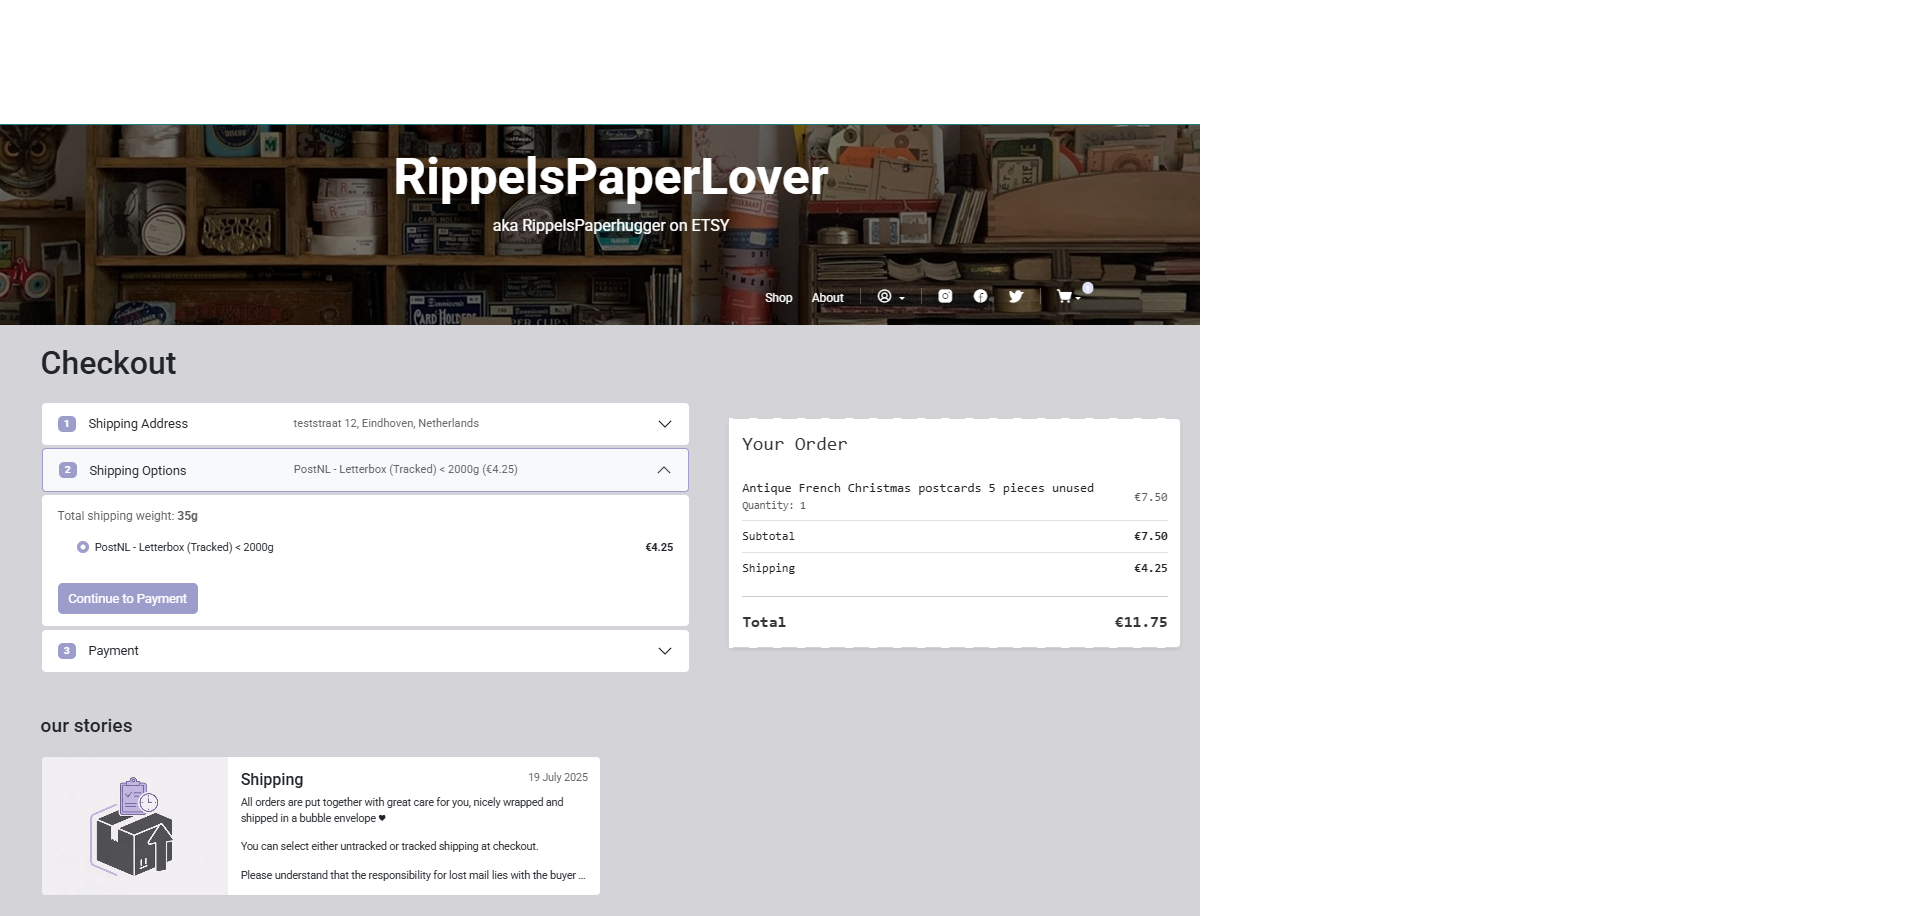 RippelsPaperLover
aka RippelsPaperhugger on ETSY
CARD HOLDERS
Shop About
Checkout
1 Shipping Address teststraat 12, Eindhoven, Netherlands
2 Shipping Options PostNL - Letterbox (Tracked) < 2000g (€4.25)
Total shipping weight: 35g
PostNL - Letterbox (Tracked) < 2000g €4.25
Continue to Payment
3 Payment
Your Order
Antique French Christmas postcards 5 pieces unused €7.50
Quantity: 1
Subtotal €7.50
Shipping €4.25
Total €11.75
our stories
Shipping 19 July 2025
All orders are put together with great care for you, nicely wrapped and
shipped in a bubble envelope ♥
You can select either untracked or tracked shipping at checkout.
Please understand that the responsibility for lost mail lies with the buyer ...